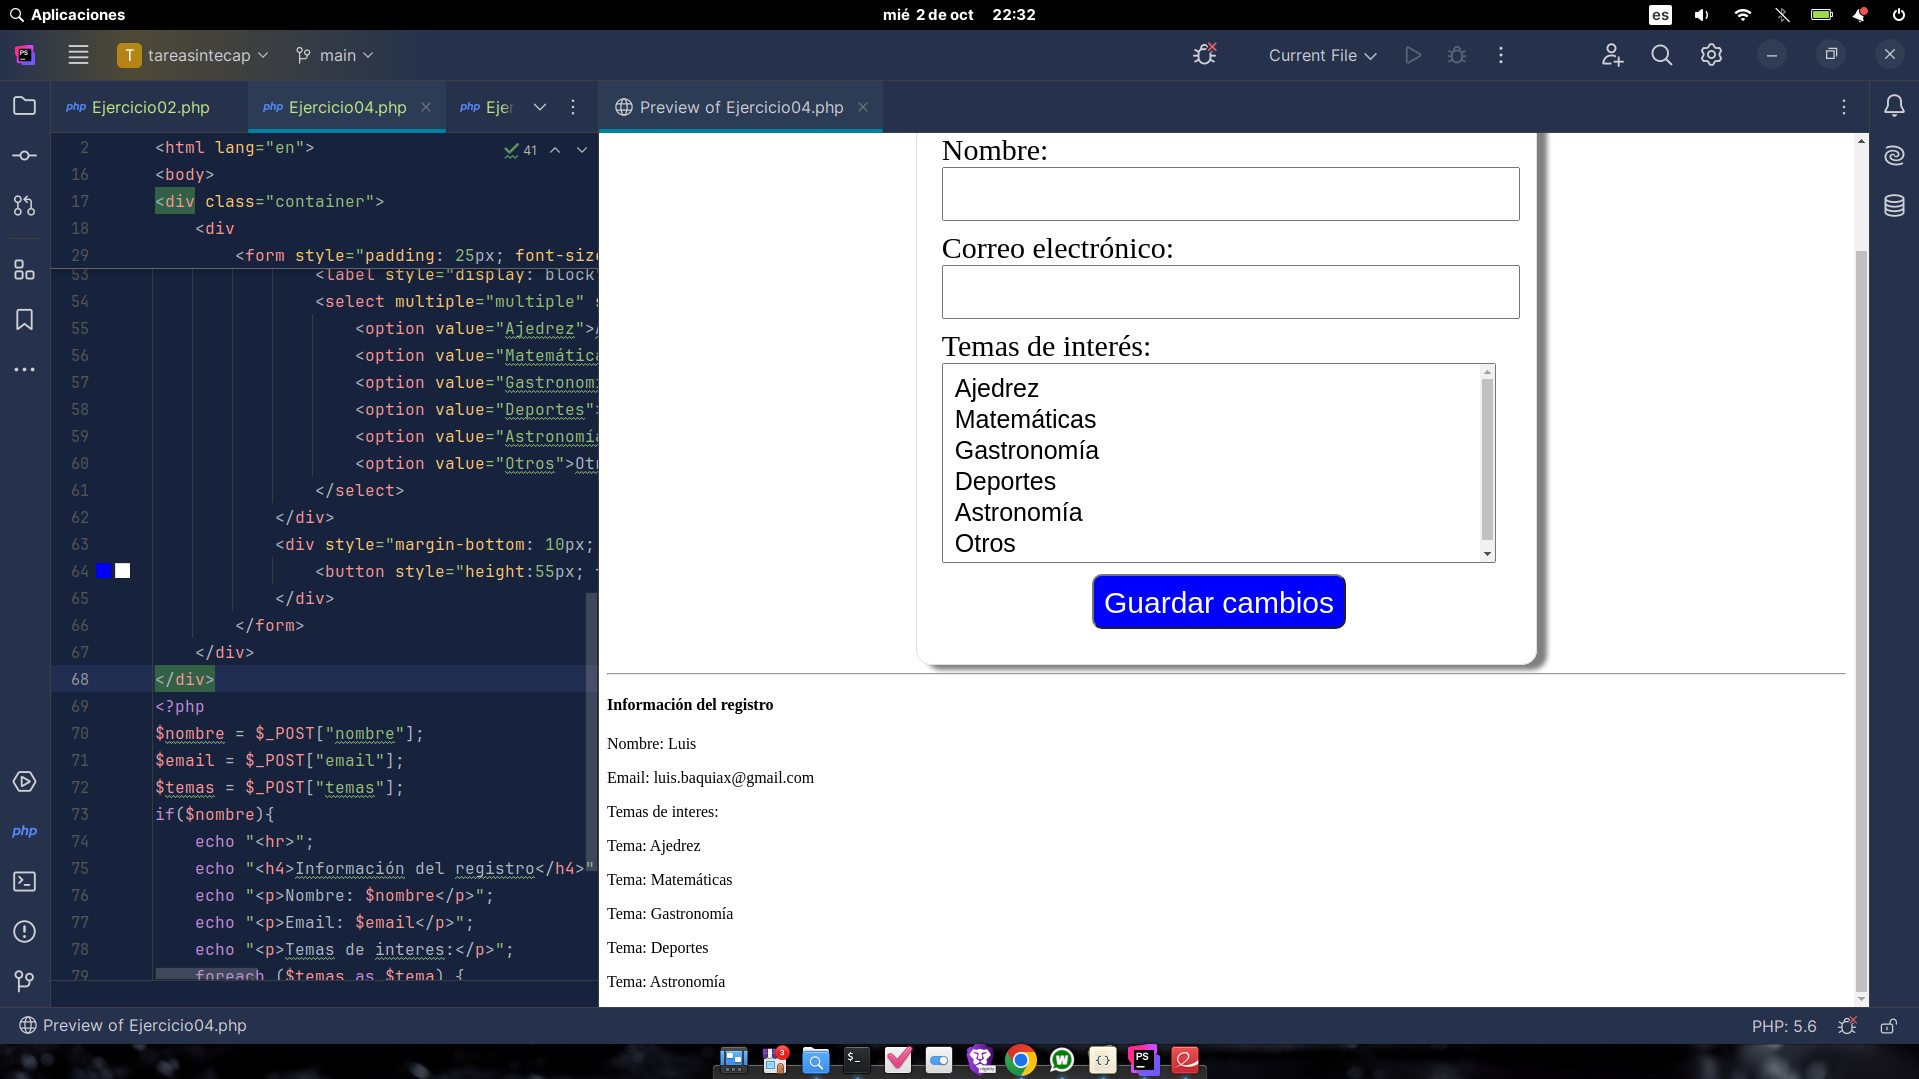 Aplicaciones
mié 2 de oct 22:32
es
PS
T tareasintecap
main
Current File
php Ejercicio02.php
php Ejercicio04.php
php Ejer
Preview of Ejercicio04.php
2 <html lang="en">
41
16 <body>
17 <div class="container">
18 <div
29 <form style="padding: 25px; font-size
53 <label style="display: block"
54 <select multiple="multiple" s
55 <option value="Ajedrez">A
56 <option value="Matemática
57 <option value="Gastronomí
58 <option value="Deportes">
59 <option value="Astronomía
60 <option value="Otros">Otr
61 </select>
62 </div>
63 <div style="margin-bottom: 10px;
64 <button style="height:55px;
65 </div>
66 </form>
67 </div>
68 </div>
69 <?php
70 $nombre = $_POST["nombre"];
71 $email = $_POST["email"];
72 $temas = $_POST["temas"];
73 if($nombre){
74 echo "<hr>";
75 echo "<h4>Información del registro</h4>"
76 echo "<p>Nombre: $nombre</p>";
77 echo "<p>Email: $email</p>";
78 echo "<p>Temas de interes:</p>";
79 foreach ($temas as $tema) {
php
Nombre:
Correo electrónico:
Temas de interés:
Ajedrez
Matemáticas
Gastronomía
Deportes
Astronomía
Otros
Guardar cambios
Información del registro
Nombre: Luis
Email: luis.baquiax@gmail.com
Temas de interes:
Tema: Ajedrez
Tema: Matemáticas
Tema: Gastronomía
Tema: Deportes
Tema: Astronomía
Preview of Ejercicio04.php
PHP: 5.6
3
PS